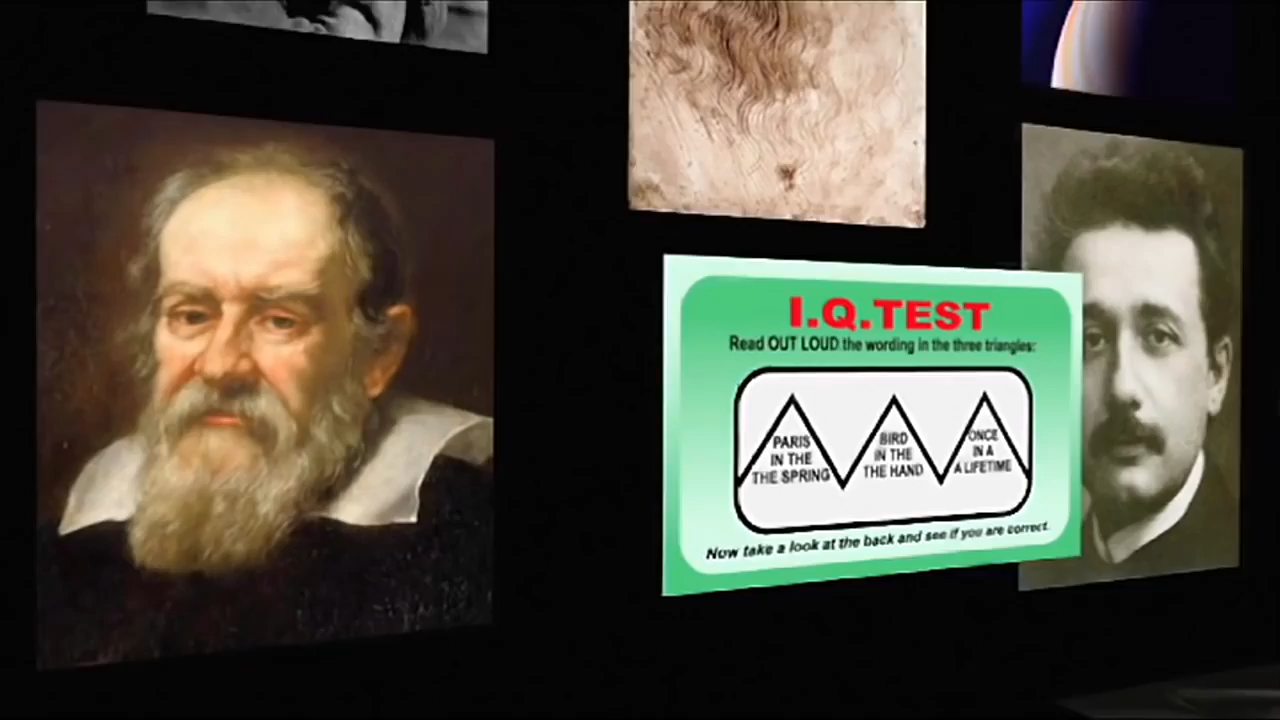 I.Q.TEST
Read OUT LOUD the wording in the three triangles:
PARIS
IN THE
THE SPRING
BIRD
IN THE
THE HAND
ONCE
IN A
A LIFETIME
Now take a look at the back and see if you are correct.